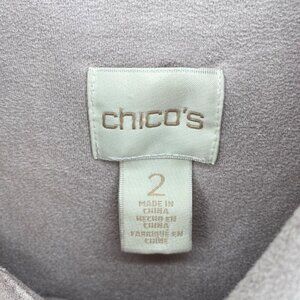 chico's
2
MADE IN
CHINA
HECHO EN
CHINA
FABRIQUÉ EN
CHINE